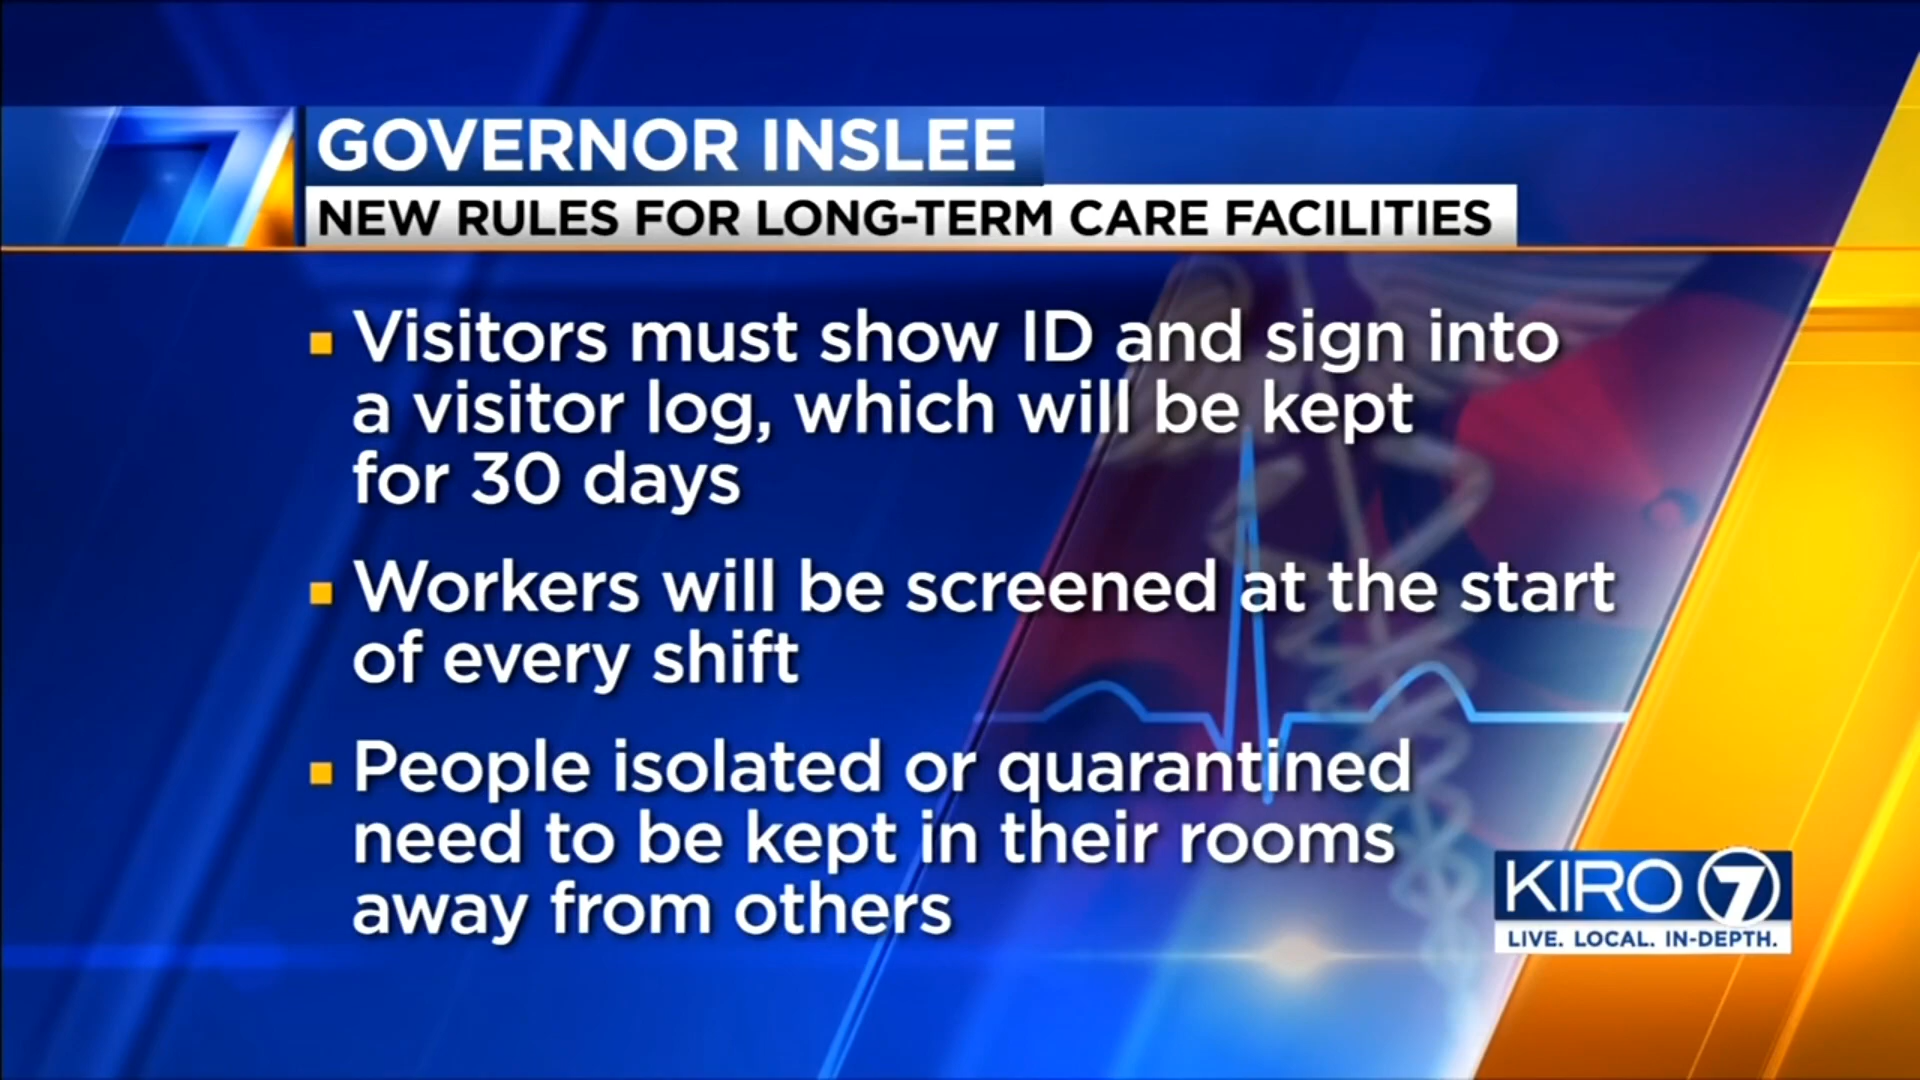 GOVERNOR INSLEE
NEW RULES FOR LONG-TERM CARE FACILITIES
Visitors must show ID and sign into
a visitor log, which will be kept
for 30 days
Workers will be screened at the start
of every shift
People isolated or quarantined
need to be kept in their rooms
away from others
KIRO 7
LIVE. LOCAL. IN-DEPTH.